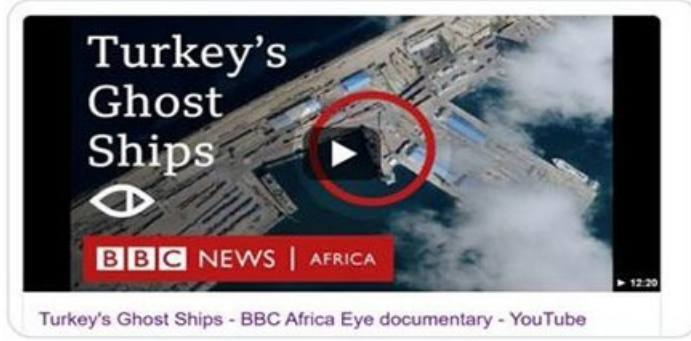 Turkey's
Ghost
Ships
BBC NEWS | AFRICA
12:20
Turkey's Ghost Ships - BBC Africa Eye documentary - YouTube